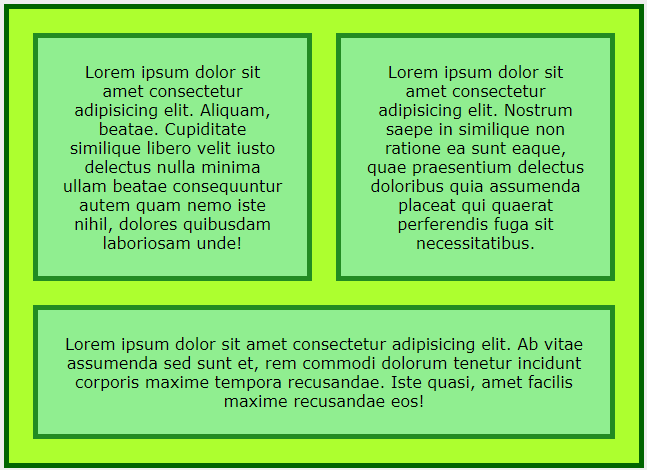 Lorem ipsum dolor sit
amet consectetur
adipisicing elit. Aliquam,
beatae. Cupiditate
similique libero velit iusto
delectus nulla minima
ullam beatae consequuntur
autem quam nemo iste
nihil, dolores quibusdam
laboriosam unde!
Lorem ipsum dolor sit
amet consectetur
adipisicing elit. Nostrum
saepe in similique non
ratione ea sunt eaque,
quae praesentium delectus
doloribus quia assumenda
placeat qui quaerat
perferendis fuga sit
necessitatibus.
Lorem ipsum dolor sit amet consectetur adipisicing elit. Ab vitae
assumenda sed sunt et, rem commodi dolorum tenetur incidunt
corporis maxime tempora recusandae. Iste quasi, amet facilis
maxime recusandae eos!